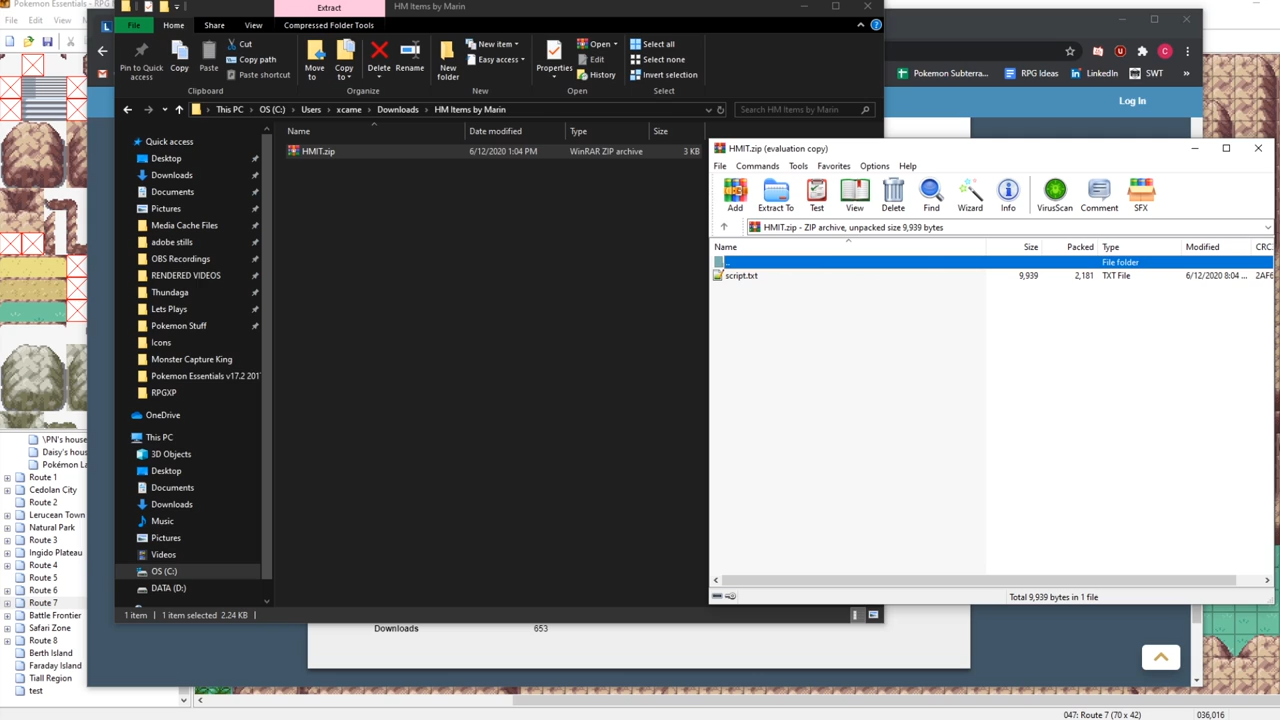 Pokemon Essentials - RPG
File Edit View
Extract
HM Items by Marin
File Home Share View Compressed Folder Tools
Pin to Quick access
Copy
Paste
Cut
Copy path
Paste shortcut
Clipboard
Move to
Copy to
Delete
Rename
Organize
New folder
New item
Easy access
New
Properties
Open
Edit
History
Open
Select all
Select none
Invert selection
Select
This PC > OS (C:) > Users > xcame > Downloads > HM Items by Marin
Search HM Items by Marin
Name Date modified Type Size
HMIT.zip 6/12/2020 1:04 PM WinRAR ZIP archive 3 KB
Quick access
Desktop
Downloads
Documents
Pictures
Media Cache Files
adobe stills
OBS Recordings
RENDERED VIDEOS
Thundaga
Lets Plays
Pokemon Stuff
Icons
Monster Capture King
Pokemon Essentials v17.2 201
RPGXP
OneDrive
This PC
3D Objects
Desktop
Documents
Downloads
Music
Pictures
Videos
OS (C:)
DATA (D:)
1 item 1 item selected 2.24 KB
Pokemon Subterra...
RPG Ideas
LinkedIn
SWT
»
Log In
HMIT.zip (evaluation copy)
File Commands Tools Favorites Options Help
Add Extract To Test View Delete Find Wizard Info VirusScan Comment SFX
HMIT.zip - ZIP archive, unpacked size 9,939 bytes
Name Size Packed Type Modified CRC
.. File folder
script.txt 9,939 2,181 TXT File 6/12/2020 8:04 ... 2AF6
Total 9,939 bytes in 1 file
Downloads 653
\PN's house
Daisy's hous
Pokémon La
Route 1
Cedolan City
Route 2
Lerucean Town
Natural Park
Route 3
Ingido Plateau
Route 4
Route 5
Route 6
Route 7
Battle Frontier
Safari Zone
Route 8
Berth Island
Faraday Island
Tiall Region
test
047: Route 7 (70 x 42) 036,016